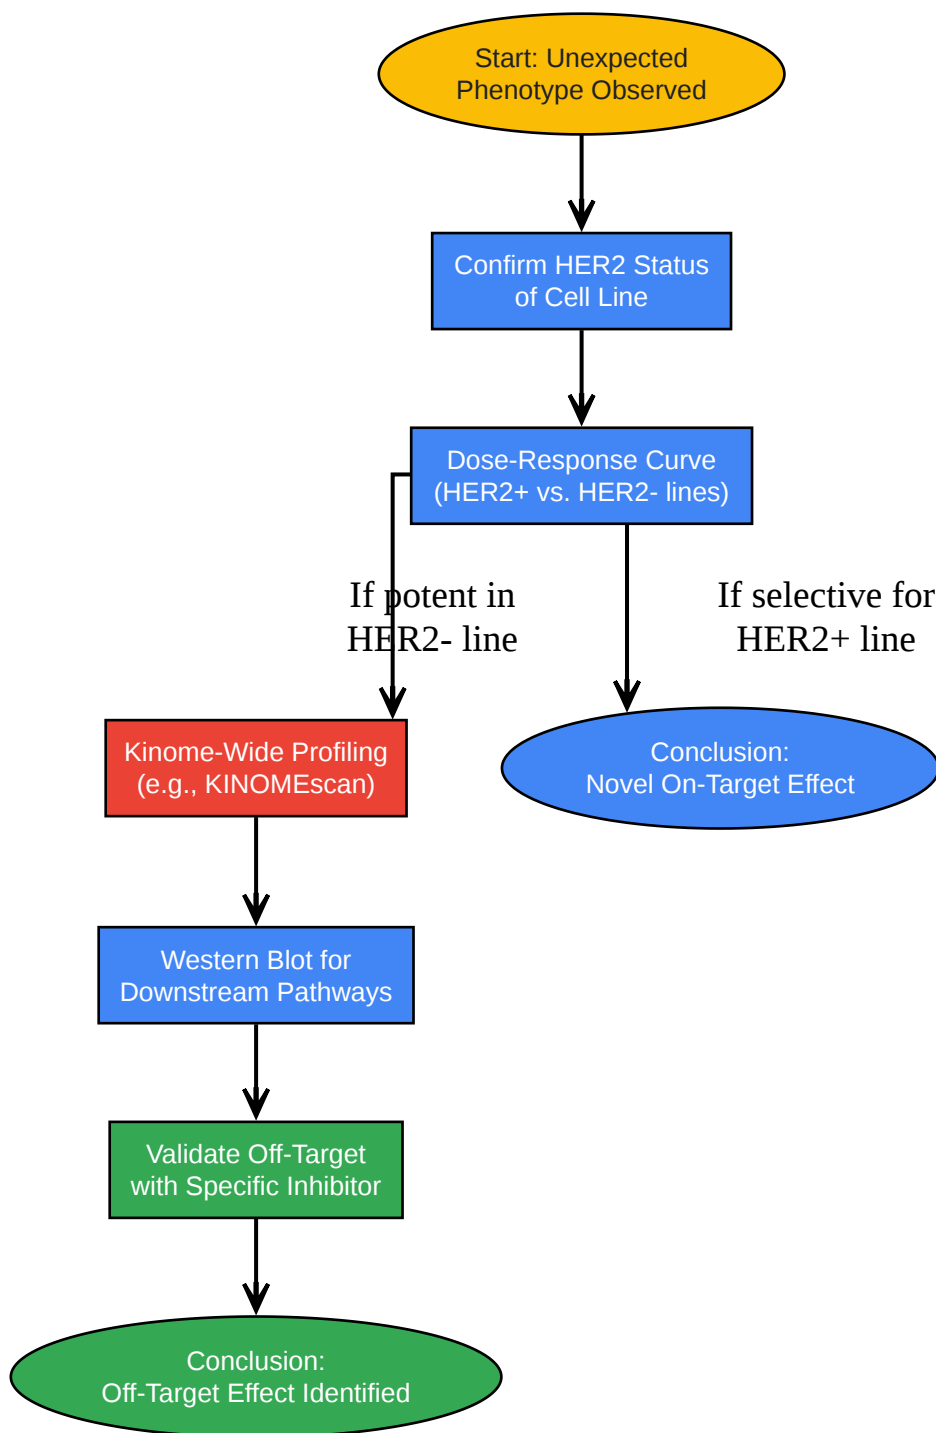 Start: Unexpected
Phenotype Observed
Confirm HER2 Status
of Cell Line
Dose-Response Curve
(HER2+ vs. HER2- lines)
If potent in
HER2- line
If selective for
HER2+ line
Kinome-Wide Profiling
(e.g., KINOMEscan)
Conclusion:
Novel On-Target Effect
Western Blot for
Downstream Pathways
Validate Off-Target
with Specific Inhibitor
Conclusion:
Off-Target Effect Identified